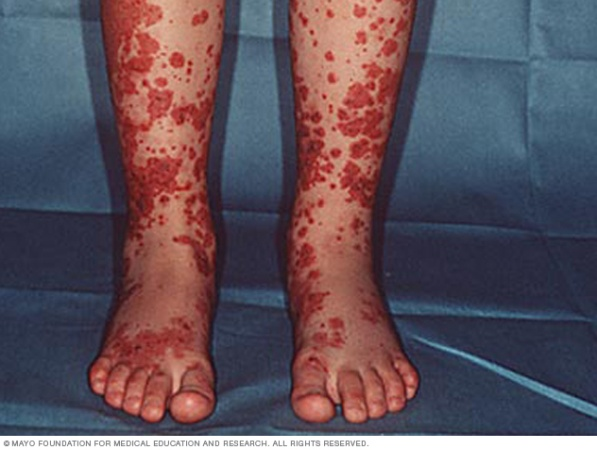 © MAYO FOUNDATION FOR MEDICAL EDUCATION AND RESEARCH. ALL RIGHTS RESERVED.